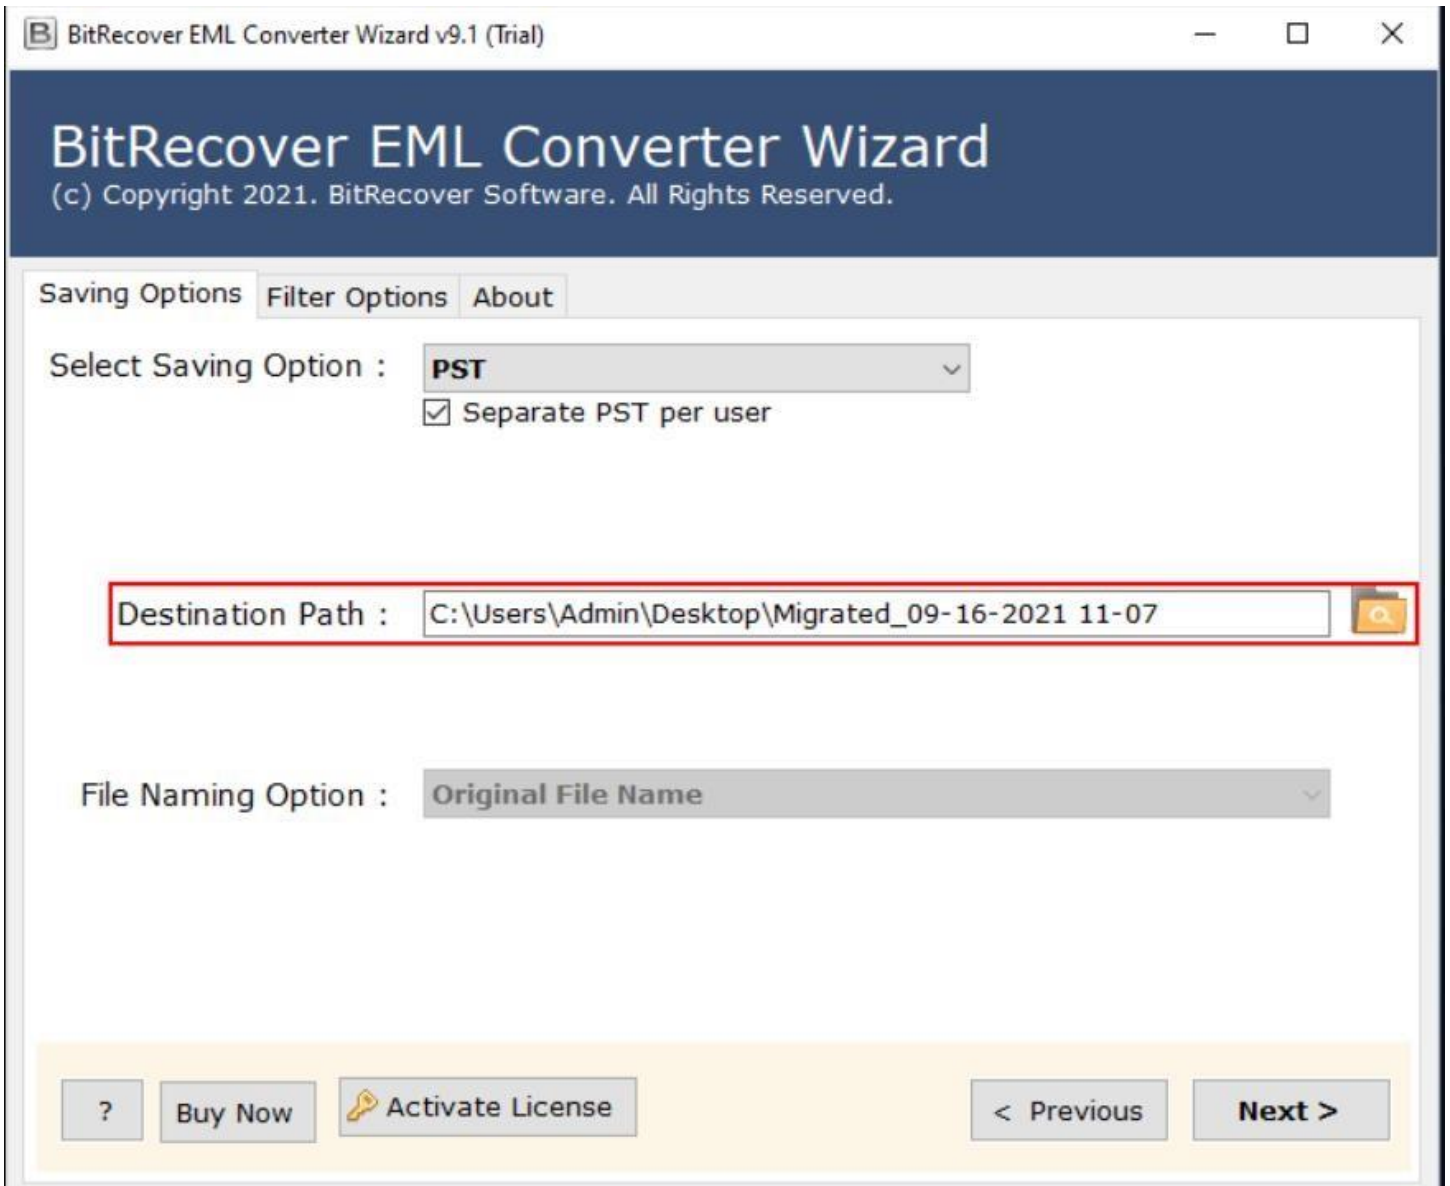 B BitRecover EML Converter Wizard v9.1 (Trial)
BitRecover EML Converter Wizard
(c) Copyright 2021. BitRecover Software. All Rights Reserved.
Saving Options Filter Options About
Select Saving Option : PST
Separate PST per user
Destination Path : C:\Users\Admin\Desktop\Migrated_09-16-2021 11-07
File Naming Option : Original File Name
? Buy Now Activate License < Previous Next >